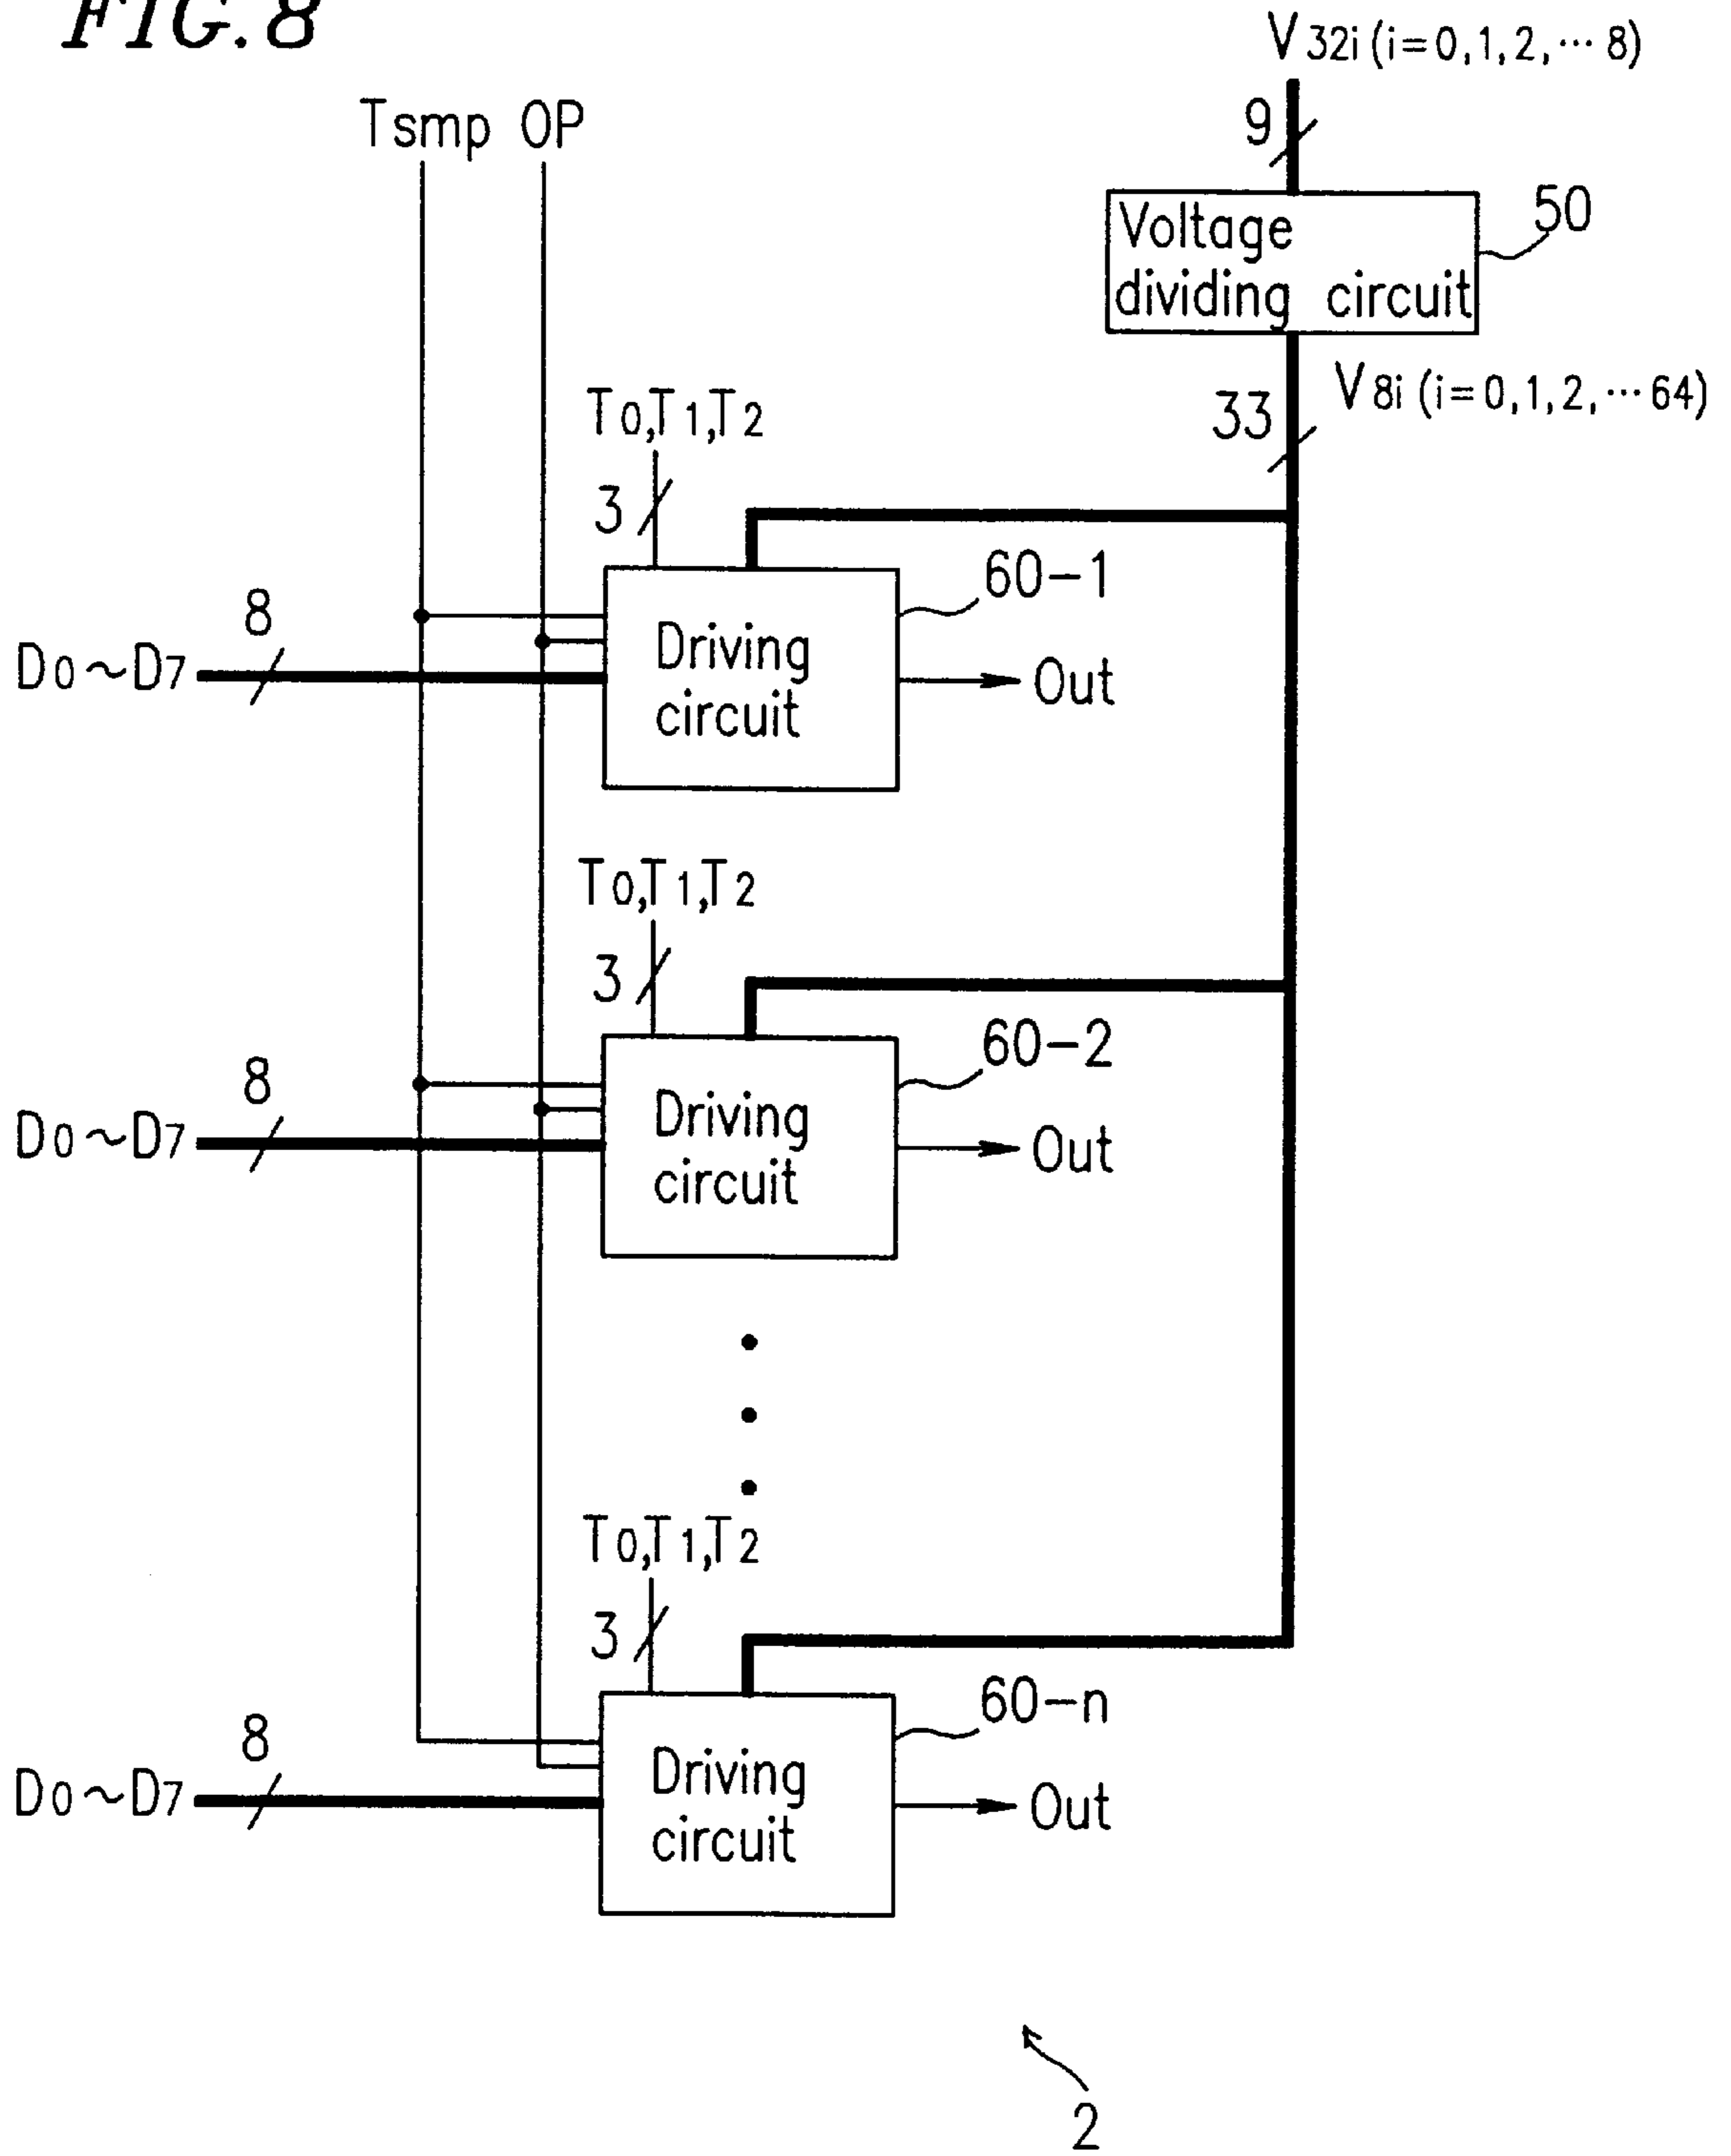 FIG. 8
V32i (i=0,1,2,··· 8)
Tsmp OP
9
Voltage
dividing circuit
50
V8i (i=0,1,2,··· 64)
33
T0,T1,T2
3
60-1
8
D0~D7
Driving
circuit
Out
T0,T1,T2
3
60-2
8
D0~D7
Driving
circuit
Out
T0,T1,T2
3
60-n
8
D0~D7
Driving
circuit
Out
2